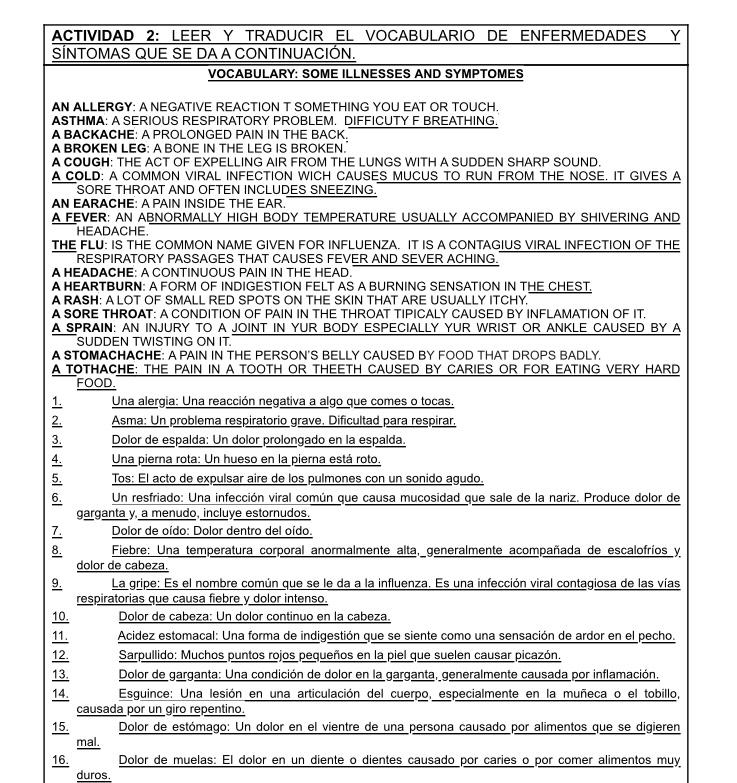 ACTIVIDAD 2: LEER Y TRADUCIR EL VOCABULARIO DE ENFERMEDADES Y
SÍNTOMAS QUE SE DA A CONTINUACIÓN.
VOCABULARY: SOME ILLNESSES AND SYMPTOMES
AN ALLERGY: A NEGATIVE REACTION T SOMETHING YOU EAT OR TOUCH.
ASTHMA: A SERIOUS RESPIRATORY PROBLEM. DIFFICUTY F BREATHING.
A BACKACHE: A PROLONGED PAIN IN THE BACK.
A BROKEN LEG: A BONE IN THE LEG IS BROKEN.
A COUGH: THE ACT OF EXPELLING AIR FROM THE LUNGS WITH A SUDDEN SHARP SOUND.
A COLD: A COMMON VIRAL INFECTION WICH CAUSES MUCUS TO RUN FROM THE NOSE. IT GIVES A
SORE THROAT AND OFTEN INCLUDES SNEEZING.
AN EARACHE: A PAIN INSIDE THE EAR.
A FEVER: AN ABNORMALLY HIGH BODY TEMPERATURE USUALLY ACCOMPANIED BY SHIVERING AND
HEADACHE.
THE FLU: IS THE COMMON NAME GIVEN FOR INFLUENZA. IT IS A CONTAGIUS VIRAL INFECTION OF THE
RESPIRATORY PASSAGES THAT CAUSES FEVER AND SEVER ACHING.
A HEADACHE: A CONTINUOUS PAIN IN THE HEAD.
A HEARTBURN: A FORM OF INDIGESTION FELT AS A BURNING SENSATION IN THE CHEST.
A RASH: A LOT OF SMALL RED SPOTS ON THE SKIN THAT ARE USUALLY ITCHY.
A SORE THROAT: A CONDITION OF PAIN IN THE THROAT TIPICALY CAUSED BY INFLAMATION OF IT.
A SPRAIN: AN INJURY TO A JOINT IN YUR BODY ESPECIALLY YUR WRIST OR ANKLE CAUSED BY A
SUDDEN TWISTING ON IT.
A STOMACHACHE: A PAIN IN THE PERSON'S BELLY CAUSED BY FOOD THAT DROPS BADLY.
A TOTHACHE: THE PAIN IN A TOOTH OR THEETH CAUSED BY CARIES OR FOR EATING VERY HARD
FOOD.
1. Una alergia: Una reacción negativa a algo que comes o tocas.
2. Asma: Un problema respiratorio grave. Dificultad para respirar.
3. Dolor de espalda: Un dolor prolongado en la espalda.
4. Una pierna rota: Un hueso en la pierna está roto.
5. Tos: El acto de expulsar aire de los pulmones con un sonido agudo.
6. Un resfriado: Una infección viral común que causa mucosidad que sale de la nariz. Produce dolor de
garganta y, a menudo, incluye estornudos.
7. Dolor de oído: Dolor dentro del oído.
8. Fiebre: Una temperatura corporal anormalmente alta, generalmente acompañada de escalofríos y
dolor de cabeza.
9. La gripe: Es el nombre común que se le da a la influenza. Es una infección viral contagiosa de las vías
respiratorias que causa fiebre y dolor intenso.
10. Dolor de cabeza: Un dolor continuo en la cabeza.
11. Acidez estomacal: Una forma de indigestión que se siente como una sensación de ardor en el pecho.
12. Sarpullido: Muchos puntos rojos pequeños en la piel que suelen causar picazón.
13. Dolor de garganta: Una condición de dolor en la garganta, generalmente causada por inflamación.
14. Esguince: Una lesión en una articulación del cuerpo, especialmente en la muñeca o el tobillo,
causada por un giro repentino.
15. Dolor de estómago: Un dolor en el vientre de una persona causado por alimentos que se digieren
mal.
16. Dolor de muelas: El dolor en un diente o dientes causado por caries o por comer alimentos muy
duros.